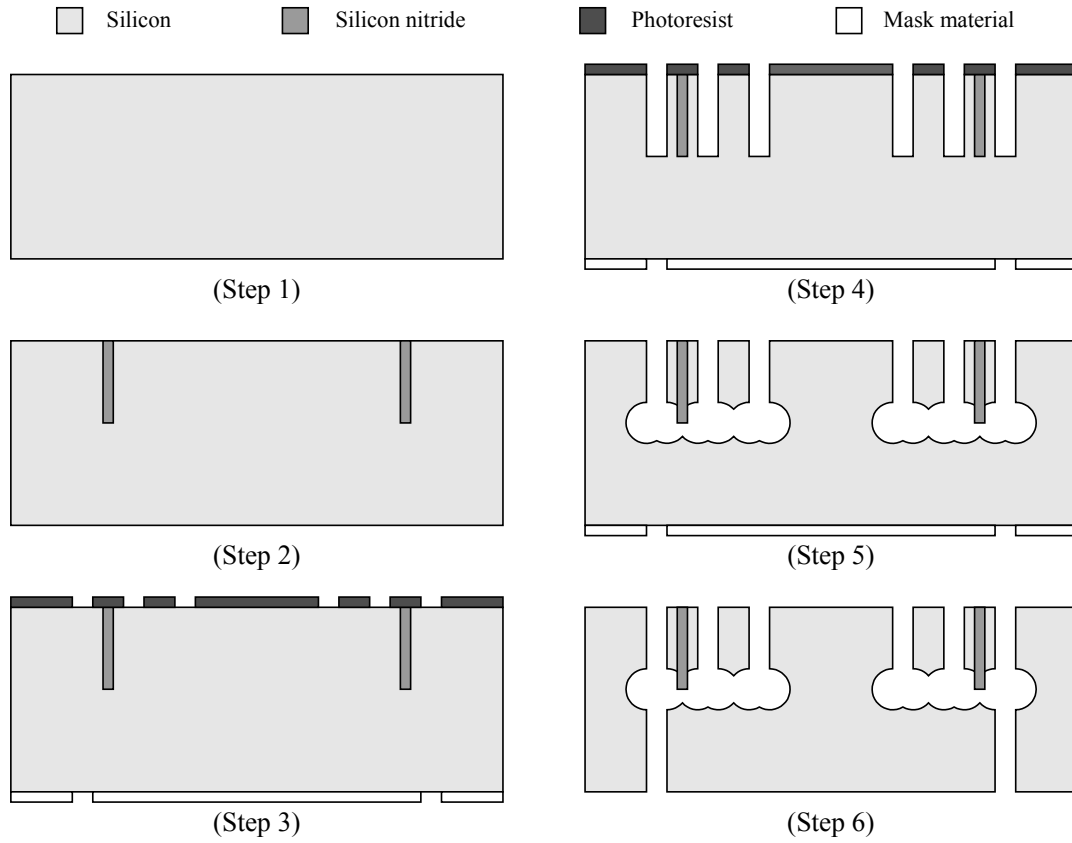 Silicon
Silicon nitride
Photoresist
Mask material
(Step 1)
(Step 2)
(Step 3)
(Step 4)
(Step 5)
(Step 6)